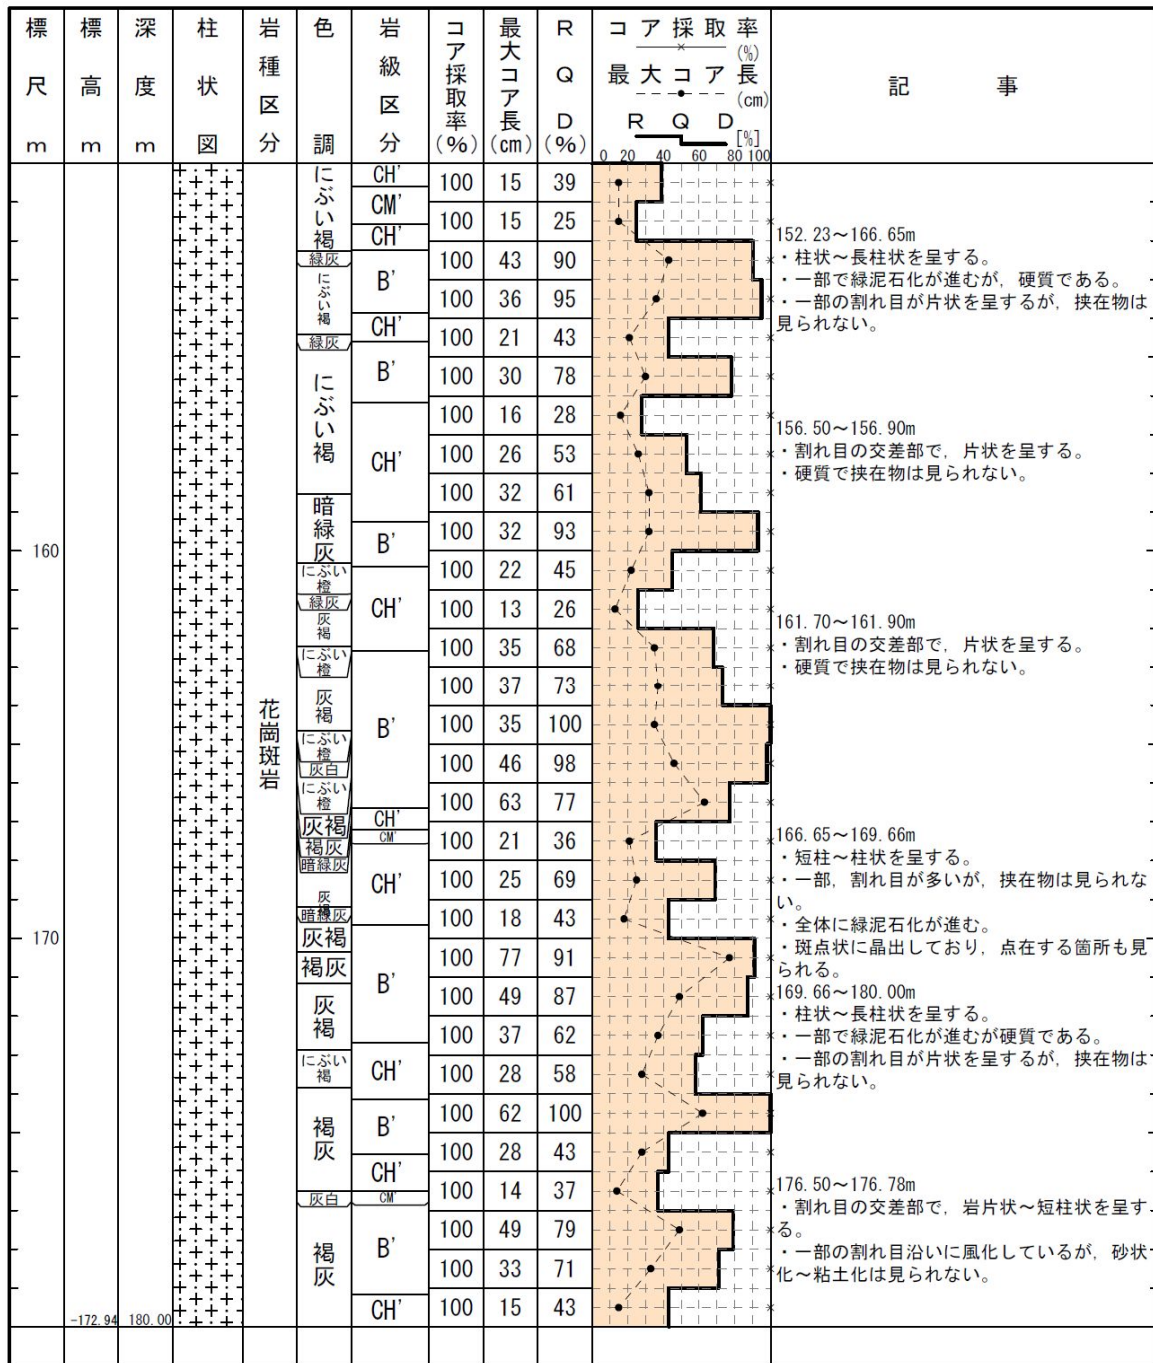 標尺 m
標高 m
深度 m
柱状図
岩種区分
色調
岩級区分
コア採取率(%)
最大コア長(cm)
RQD(%)
コア採取率(%)
最大コア長(cm)
RQD[%]
0 20 40 60 80 100
記事
にぶい褐
緑灰
にぶい褐
緑灰
にぶい褐
暗緑灰
にぶい橙
緑灰
灰褐
にぶい橙
灰褐
にぶい橙
灰白
にぶい橙
灰褐
褐灰
暗緑灰
灰褐
暗緑灰
灰褐
褐灰
灰褐
にぶい褐
褐灰
灰白
褐灰
花崗斑岩
CH'
CM'
CH'
B'
CH'
B'
CH'
B'
CH'
B'
CH'
CM'
CH'
B'
CH'
B'
CH'
CM'
B'
CH'
100 15 39
100 15 25
100 43 90
100 36 95
100 21 43
100 30 78
100 16 28
100 26 53
100 32 61
100 32 93
100 22 45
100 13 26
100 35 68
100 37 73
100 35 100
100 46 98
100 63 77
100 21 36
100 25 69
100 18 43
100 77 91
100 49 87
100 37 62
100 28 58
100 62 100
100 28 43
100 14 37
100 49 79
100 33 71
100 15 43
160
170
-172.94 180.00
152.23～166.65m
・柱状～長柱状を呈する。
・一部で緑泥石化が進むが，硬質である。
・一部の割れ目が片状を呈するが，挟在物は
見られない。
156.50～156.90m
・割れ目の交差部で，片状を呈する。
・硬質で挟在物は見られない。
161.70～161.90m
・割れ目の交差部で，片状を呈する。
・硬質で挟在物は見られない。
166.65～169.66m
・短柱～柱状を呈する。
・一部，割れ目が多いが，挟在物は見られな
い。
・全体に緑泥石化が進む。
・斑点状に晶出しており，点在する箇所も見
られる。
169.66～180.00m
・柱状～長柱状を呈する。
・一部で緑泥石化が進むが硬質である。
・一部の割れ目が片状を呈するが，挟在物は
見られない。
176.50～176.78m
・割れ目の交差部で，岩片状～短柱状を呈す
る。
・一部の割れ目沿いに風化しているが，砂状
化～粘土化は見られない。